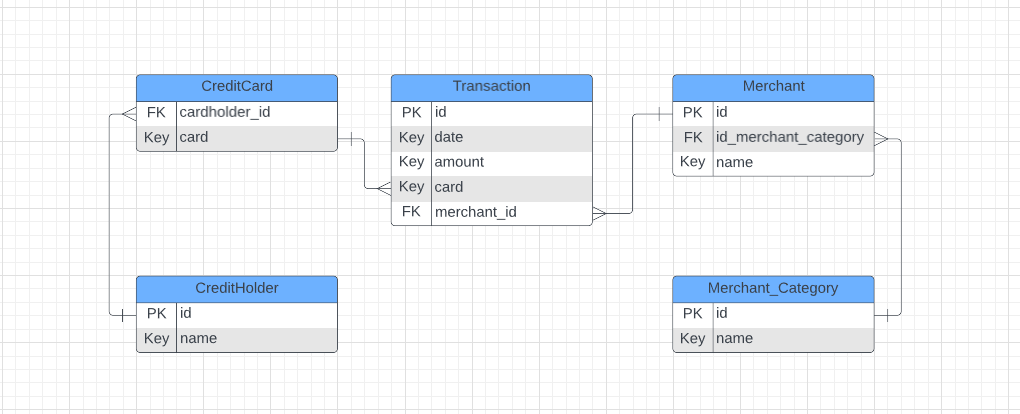 CreditCard
FK cardholder_id
Key card
Transaction
PK id
Key date
Key amount
Key card
FK merchant_id
Merchant
PK id
FK id_merchant_category
Key name
CreditHolder
PK id
Key name
Merchant_Category
PK id
Key name